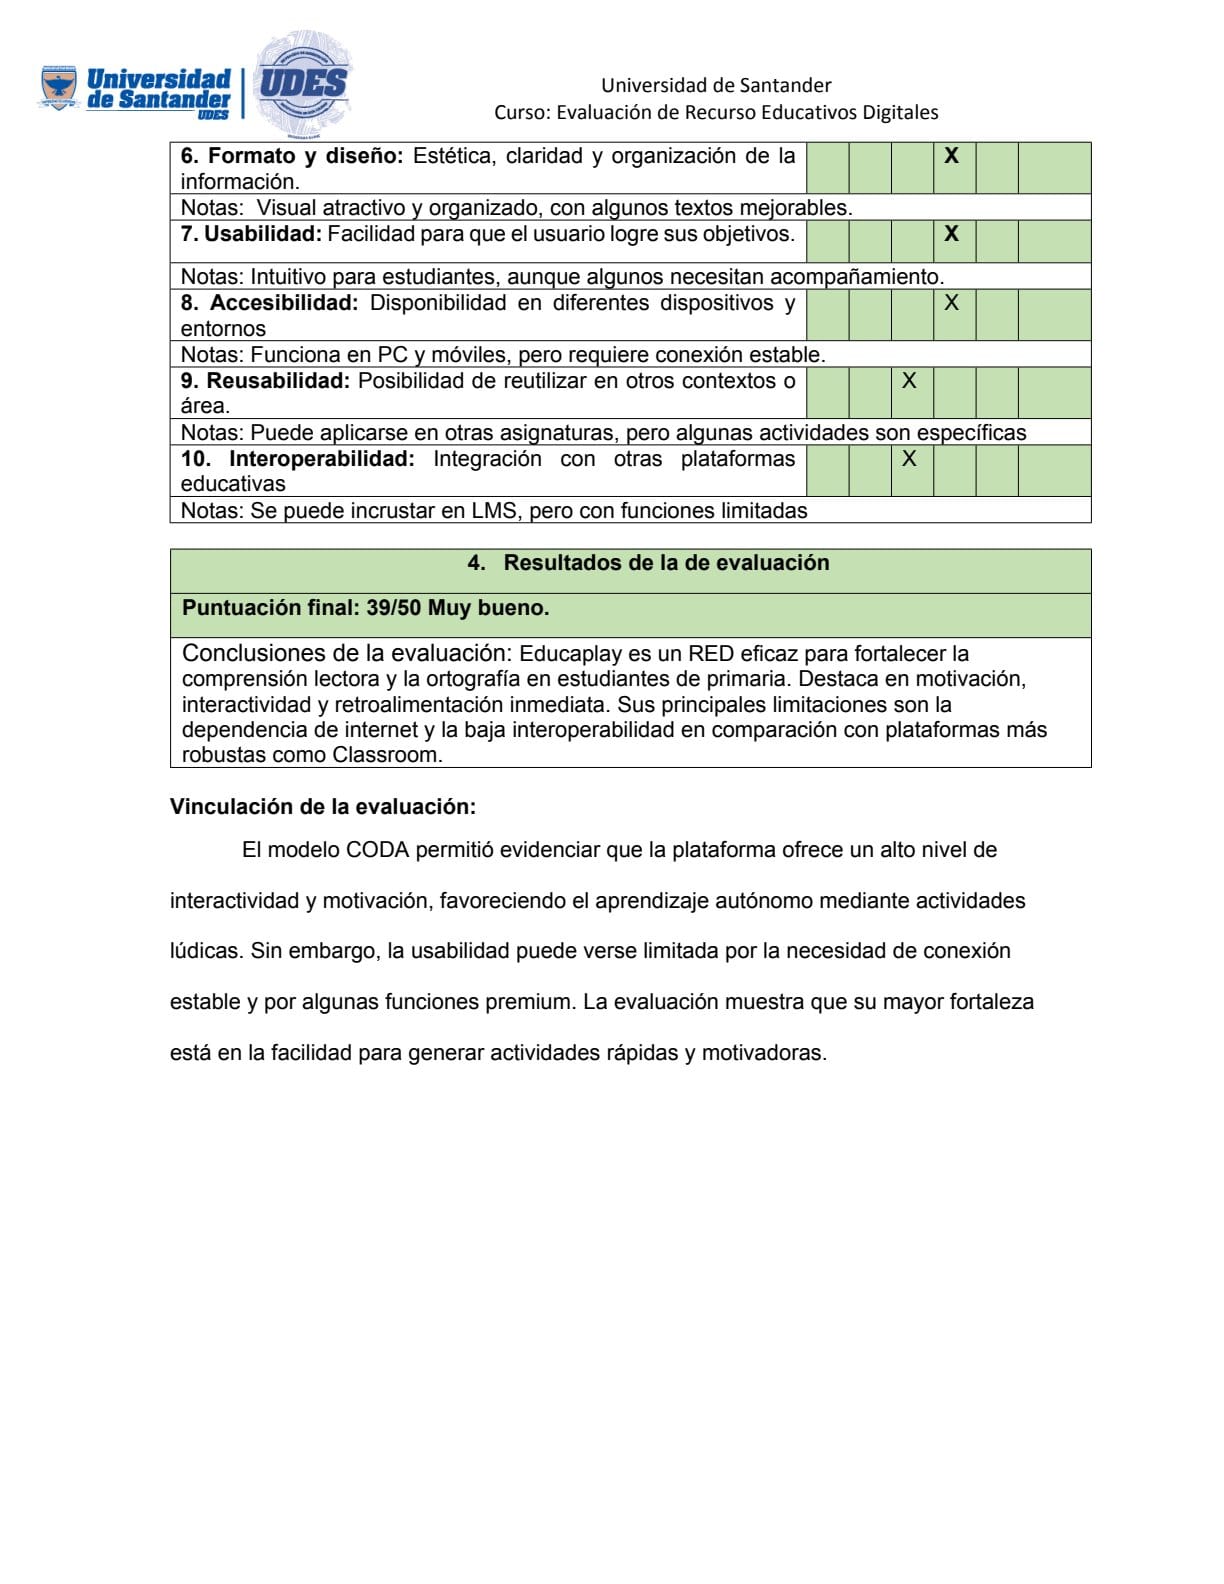 Universidad
de Santander
UDES
UDES
Universidad de Santander
Curso: Evaluación de Recurso Educativos Digitales
6. Formato y diseño: Estética, claridad y organización de la
información.
X
Notas:  Visual atractivo y organizado, con algunos textos mejorables.
7. Usabilidad: Facilidad para que el usuario logre sus objetivos.
X
Notas: Intuitivo para estudiantes, aunque algunos necesitan acompañamiento.
8. Accesibilidad: Disponibilidad en diferentes dispositivos y
entornos
X
Notas: Funciona en PC y móviles, pero requiere conexión estable.
9. Reusabilidad: Posibilidad de reutilizar en otros contextos o
área.
X
Notas: Puede aplicarse en otras asignaturas, pero algunas actividades son específicas
10. Interoperabilidad: Integración con otras plataformas
educativas
X
Notas: Se puede incrustar en LMS, pero con funciones limitadas
4. Resultados de la de evaluación
Puntuación final: 39/50 Muy bueno.
Conclusiones de la evaluación: Educaplay es un RED eficaz para fortalecer la
comprensión lectora y la ortografía en estudiantes de primaria. Destaca en motivación,
interactividad y retroalimentación inmediata. Sus principales limitaciones son la
dependencia de internet y la baja interoperabilidad en comparación con plataformas más
robustas como Classroom.
Vinculación de la evaluación:
El modelo CODA permitió evidenciar que la plataforma ofrece un alto nivel de
interactividad y motivación, favoreciendo el aprendizaje autónomo mediante actividades
lúdicas. Sin embargo, la usabilidad puede verse limitada por la necesidad de conexión
estable y por algunas funciones premium. La evaluación muestra que su mayor fortaleza
está en la facilidad para generar actividades rápidas y motivadoras.